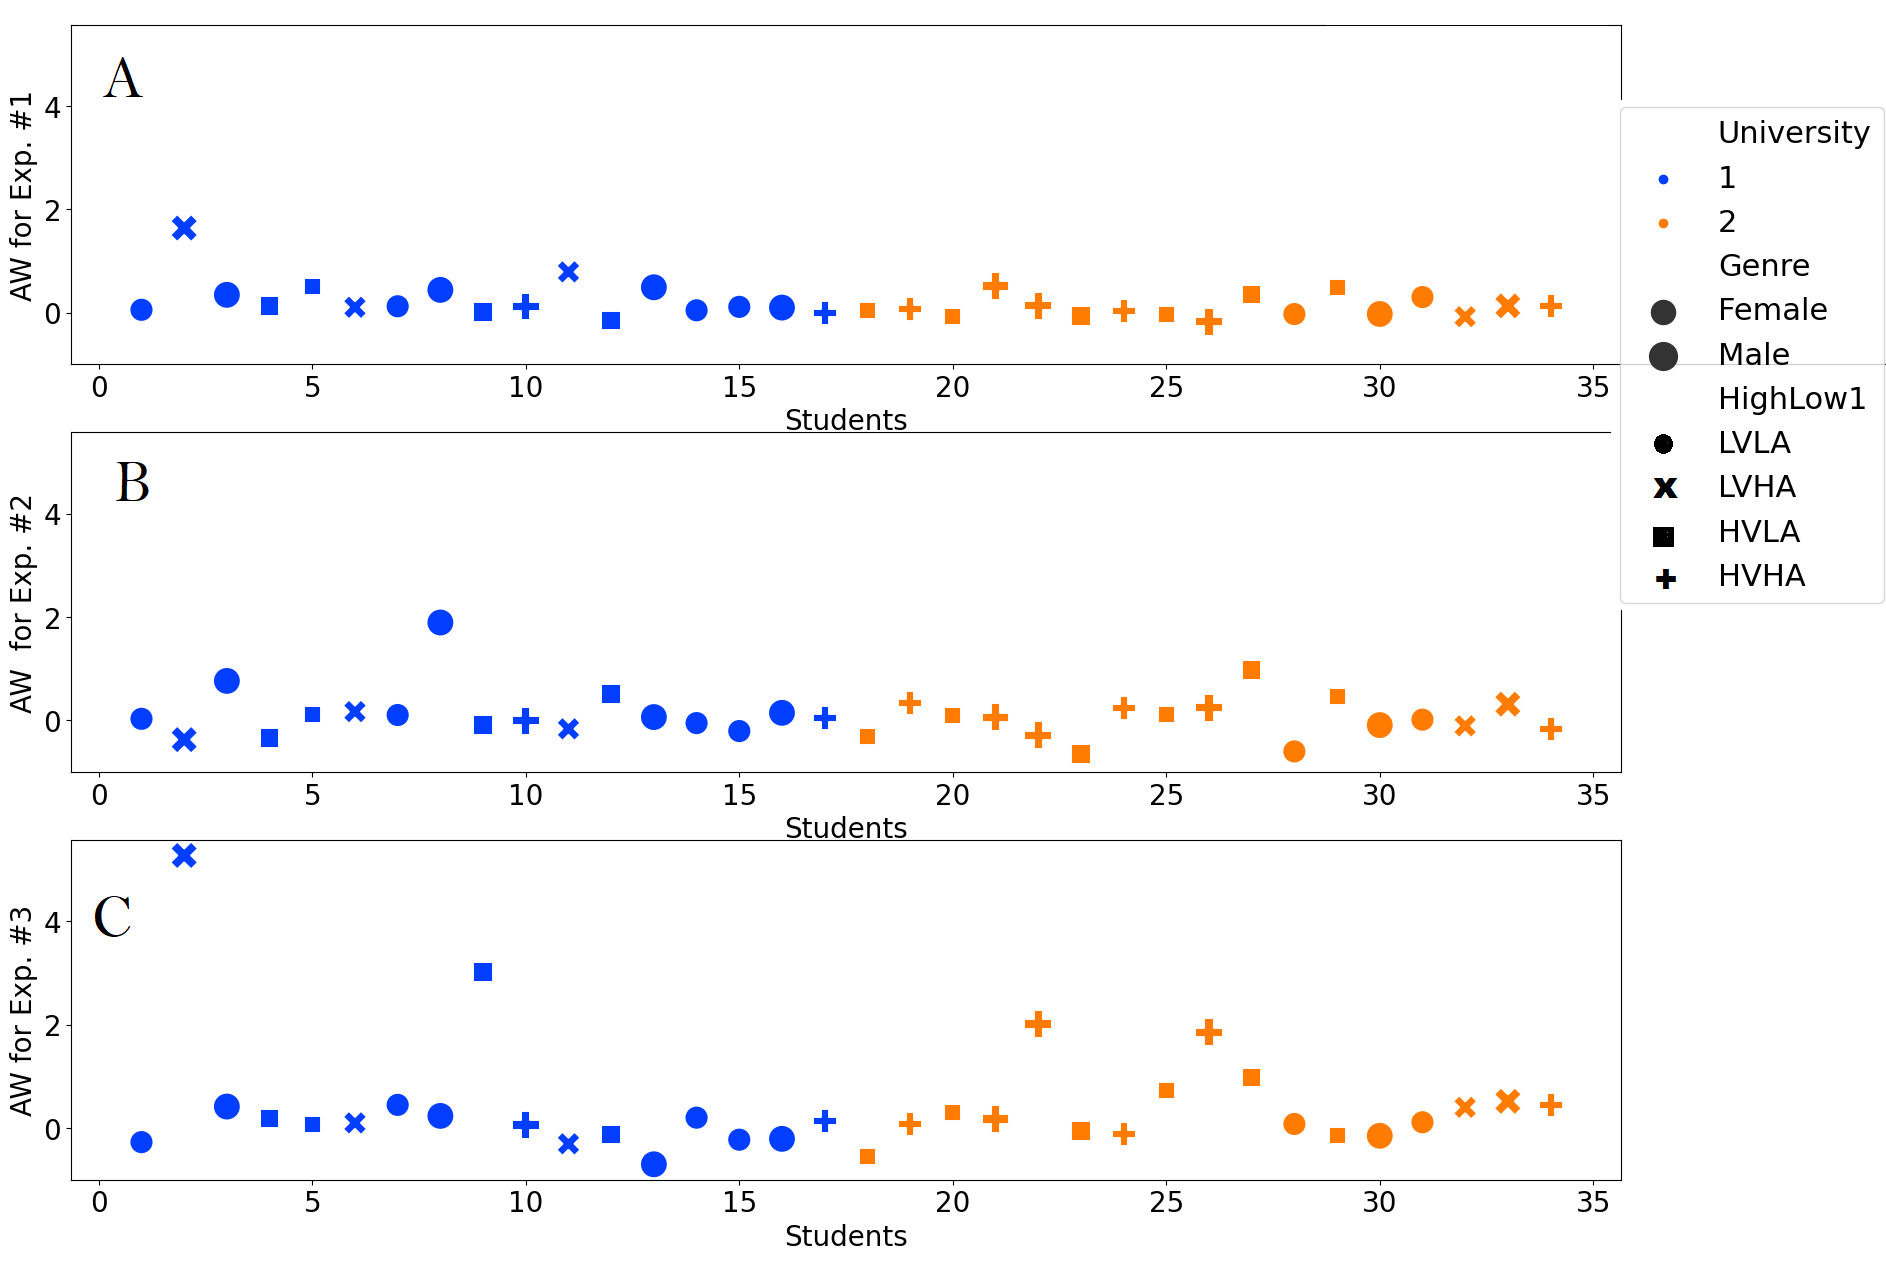 A
AW for Exp. #1
4
2
0
0 5 10 15 20 25 30 35
Students
University
1
2
Genre
Female
Male
HighLow1
LVLA
LVHA
HVLA
HVHA
B
AW  for Exp. #2
4
2
0
0 5 10 15 20 25 30 35
Students
C
AW for Exp. #3
4
2
0
0 5 10 15 20 25 30 35
Students